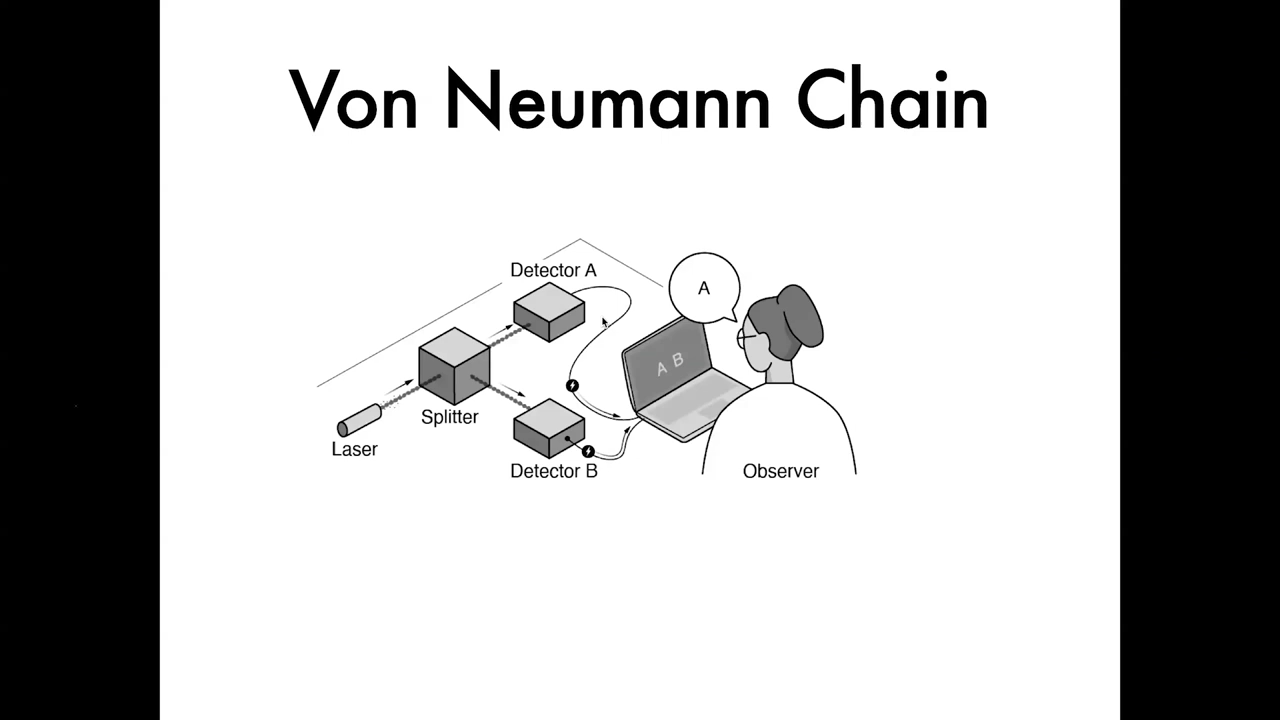 Von Neumann Chain
Detector A
A
A B
Splitter
Laser
Detector B
Observer